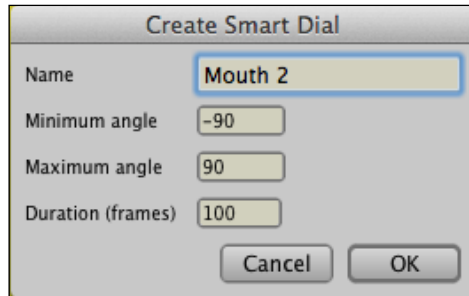 Create Smart Dial
Name Mouth 2
Minimum angle -90
Maximum angle 90
Duration (frames) 100
Cancel OK